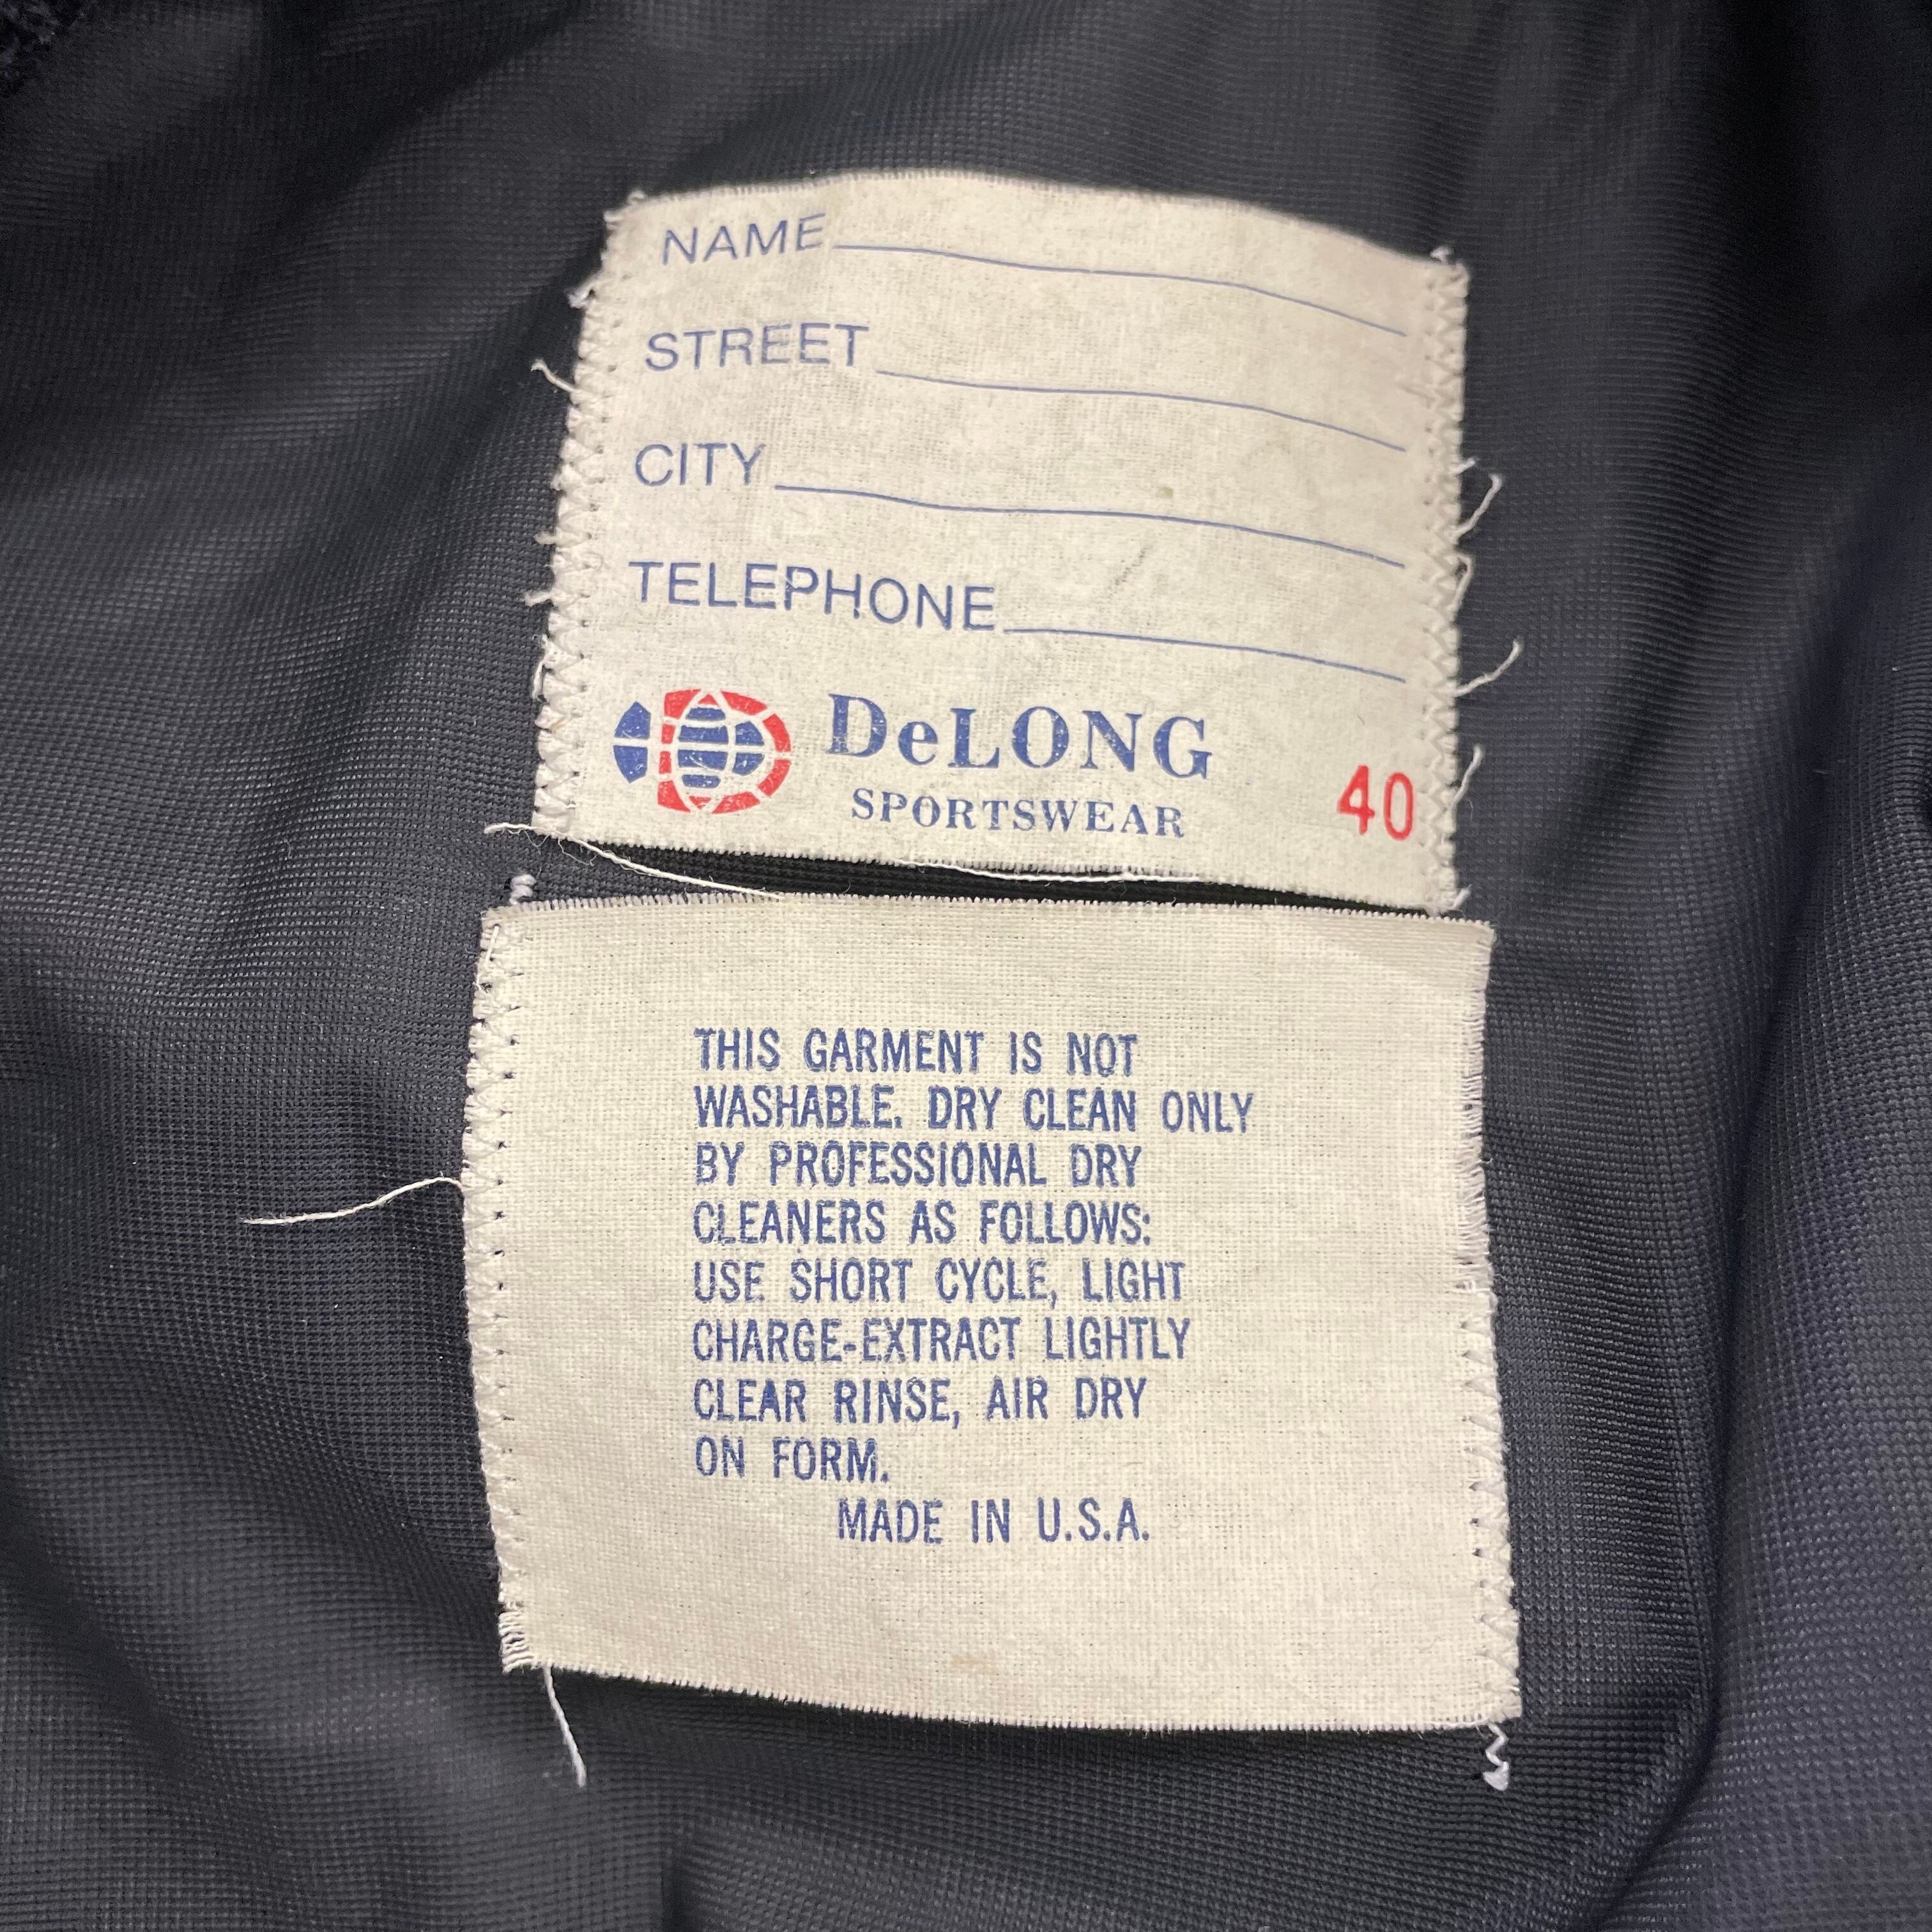 NAME
STREET
CITY
TELEPHONE
DeLONG
SPORTSWEAR
40
THIS GARMENT IS NOT
WASHABLE. DRY CLEAN ONLY
BY PROFESSIONAL DRY
CLEANERS AS FOLLOWS:
USE SHORT CYCLE, LIGHT
CHARGE-EXTRACT LIGHTLY
CLEAR RINSE, AIR DRY
ON FORM.
MADE IN U.S.A.